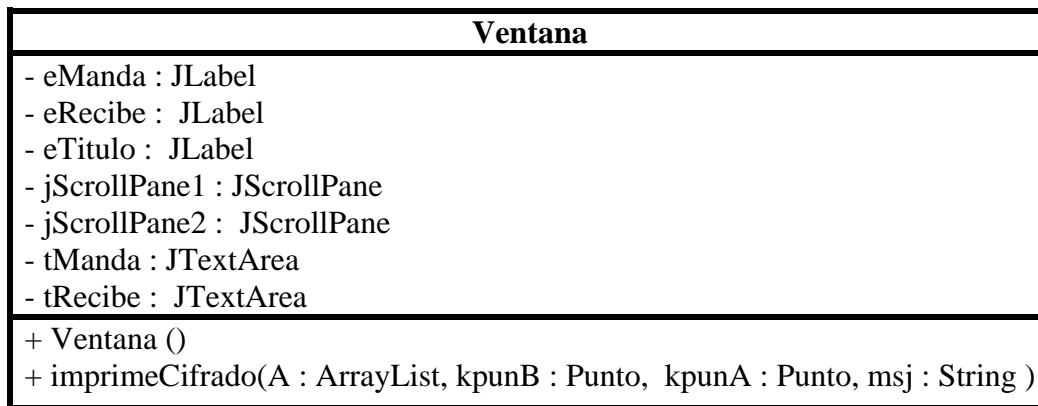 Ventana
- eManda : JLabel
- eRecibe : JLabel
- eTitulo : JLabel
- jScrollPane1 : JScrollPane
- jScrollPane2 : JScrollPane
- tManda : JTextArea
- tRecibe : JTextArea
+ Ventana ()
+ imprimeCifrado(A : ArrayList, kpunB : Punto, kpunA : Punto, msj : String )